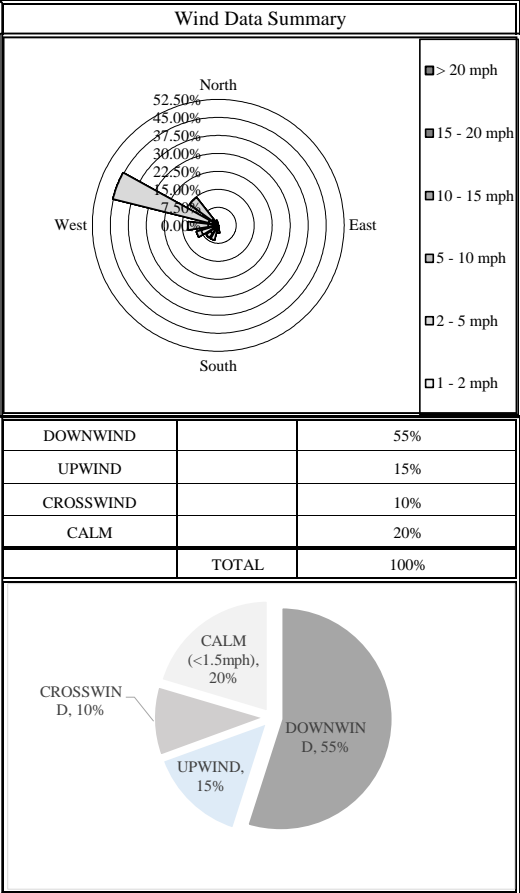 Wind Data Summary
North
52.50%
45.00%
37.50%
30.00%
22.50%
15.00%
7.50%
0.00%
West
East
South
> 20 mph
15 - 20 mph
10 - 15 mph
5 - 10 mph
2 - 5 mph
1 - 2 mph
DOWNWIND 55%
UPWIND 15%
CROSSWIND 10%
CALM 20%
TOTAL 100%
CALM
(<1.5mph),
20%
CROSSWIN
D, 10%
DOWNWIN
D, 55%
UPWIND,
15%